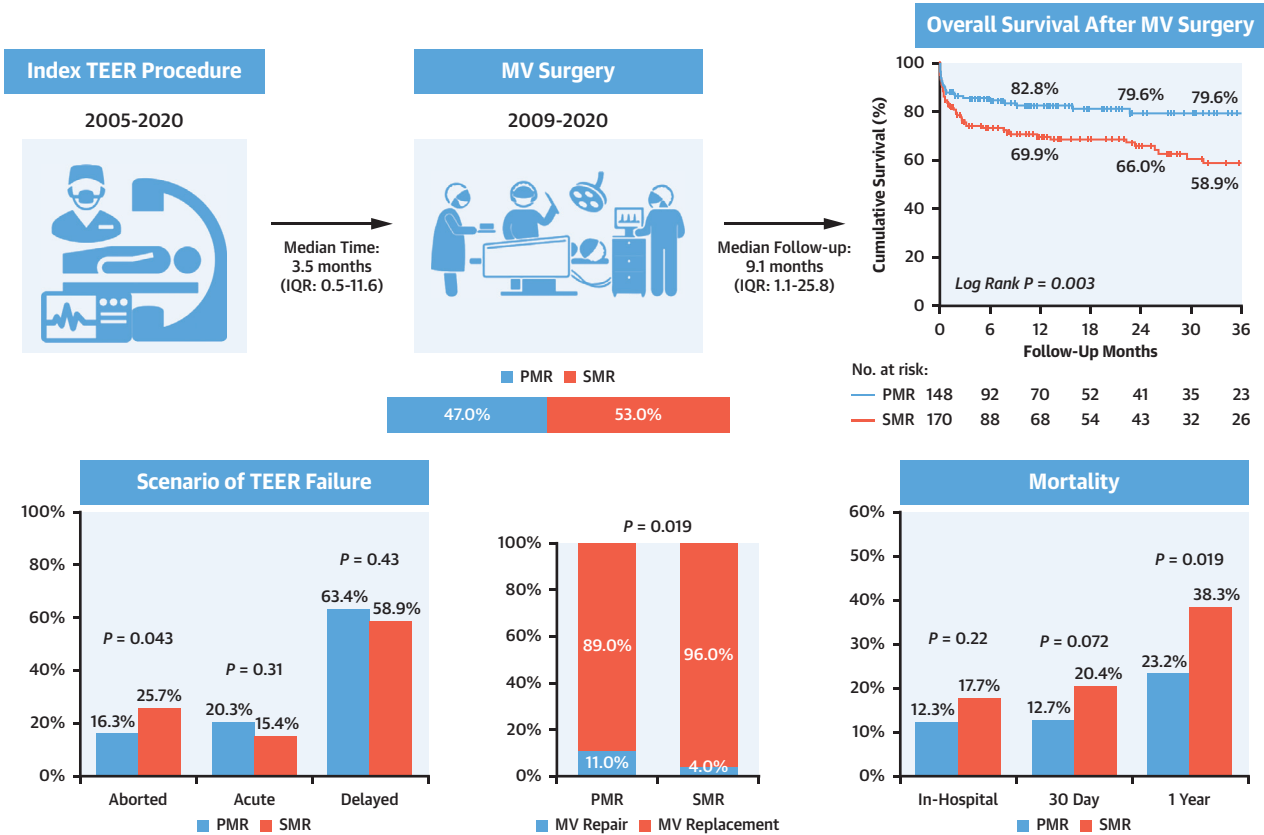 Index TEER Procedure
2005-2020
Median Time:
3.5 months
(IQR: 0.5-11.6)
MV Surgery
2009-2020
PMR SMR
47.0% 53.0%
Median Follow-up:
9.1 months
(IQR: 1.1-25.8)
Overall Survival After MV Surgery
Cumulative Survival (%)
100
80
60
40
20
0
82.8% 79.6% 79.6%
69.9% 66.0% 58.9%
Log Rank P = 0.003
0 6 12 18 24 30 36
Follow-Up Months
No. at risk:
PMR 148 92 70 52 41 35 23
SMR 170 88 68 54 43 32 26
Scenario of TEER Failure
100%
80%
60%
40%
20%
0%
P = 0.043
16.3% 25.7%
P = 0.31
20.3% 15.4%
P = 0.43
63.4% 58.9%
Aborted Acute Delayed
PMR SMR
P = 0.019
100%
80%
60%
40%
20%
0%
89.0% 96.0%
11.0% 4.0%
PMR SMR
MV Repair MV Replacement
Mortality
60%
50%
40%
30%
20%
10%
0%
P = 0.22
12.3% 17.7%
P = 0.072
12.7% 20.4%
P = 0.019
23.2% 38.3%
In-Hospital 30 Day 1 Year
PMR SMR